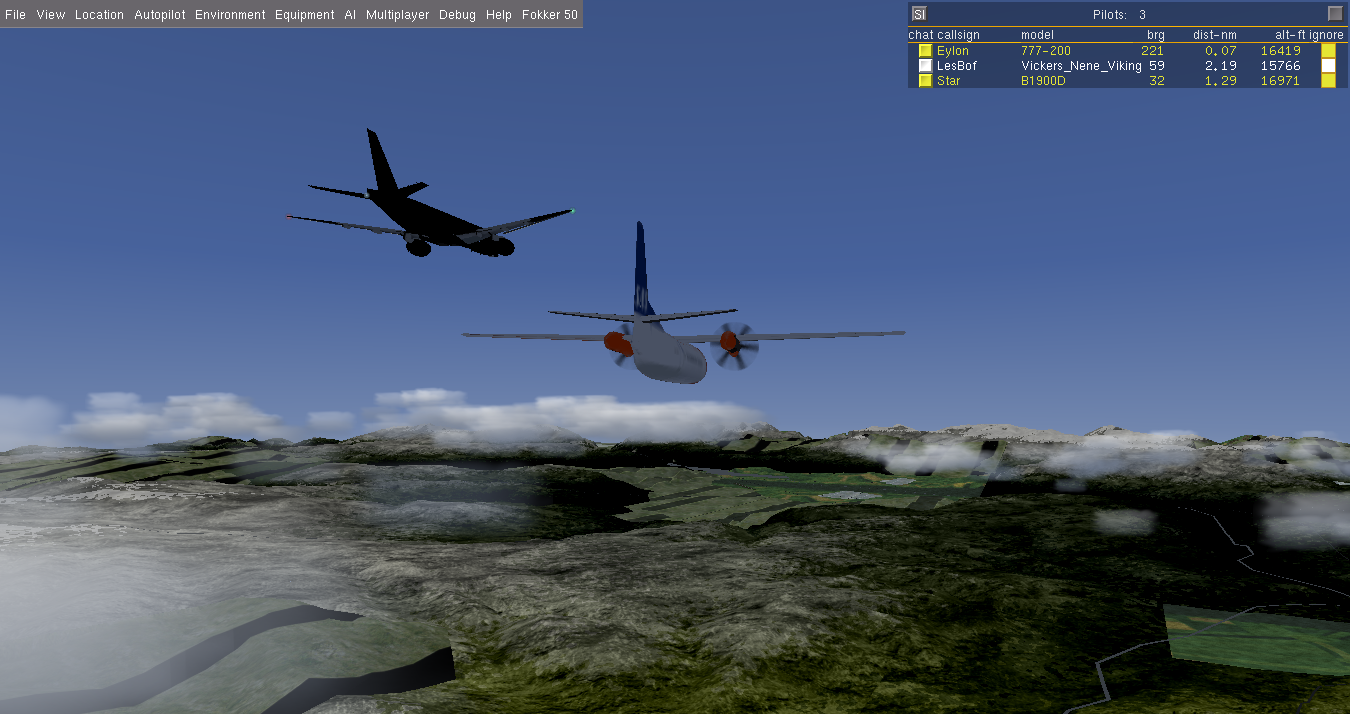 File View Location Autopilot Environment Equipment AI Multiplayer Debug Help Fokker 50
SI Pilots: 3
chat callsign model brg dist-nm alt-ft ignore
Eylon 777-200 221 0.07 16419
LesBof Vickers_Nene_Viking 59 2.19 15766
Star B1900D 32 1.29 16971